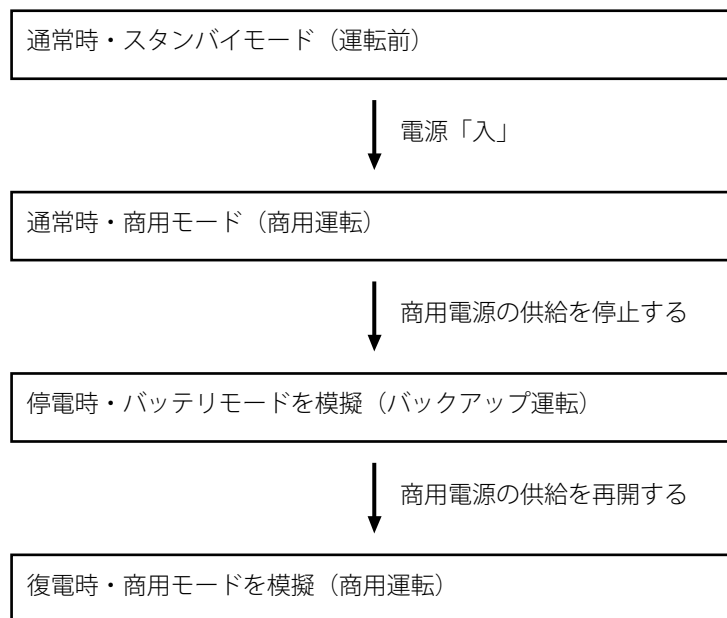 通常時・スタンバイモード（運転前）
電源「入」
通常時・商用モード（商用運転）
商用電源の供給を停止する
停電時・バッテリモードを模擬（バックアップ運転）
商用電源の供給を再開する
復電時・商用モードを模擬（商用運転）